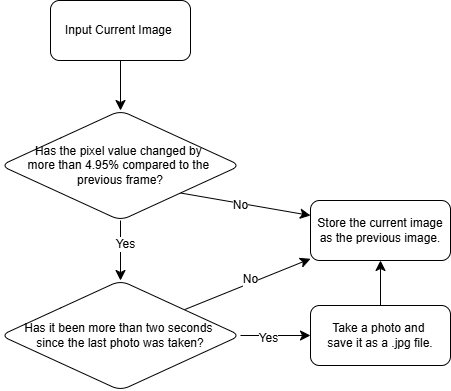 Input Current Image
Has the pixel value changed by
more than 4.95% compared to the
previous frame?
No
Store the current image
as the previous image.
Yes
No
Has it been more than two seconds
since the last photo was taken?
Yes
Take a photo and
save it as a .jpg file.